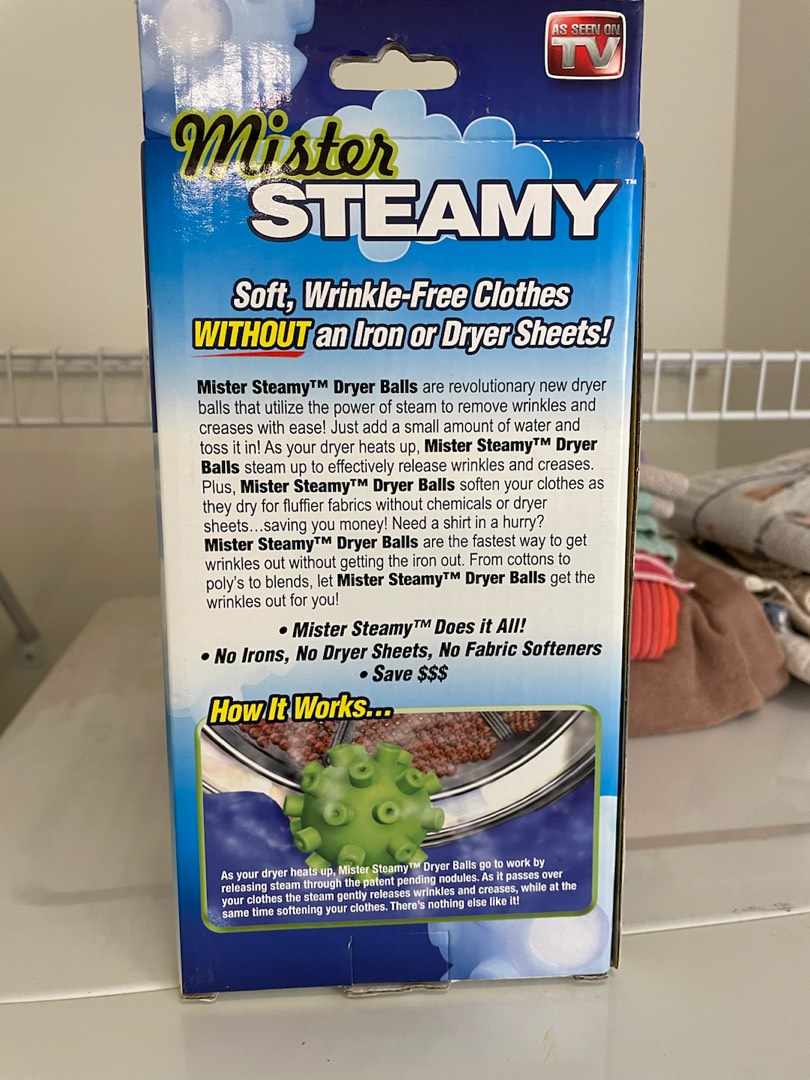 AS SEEN ON
TV
Mister
STEAMY™
Soft, Wrinkle-Free Clothes
WITHOUT an Iron or Dryer Sheets!
Mister Steamy™ Dryer Balls are revolutionary new dryer
balls that utilize the power of steam to remove wrinkles and
creases with ease! Just add a small amount of water and
toss it in! As your dryer heats up, Mister Steamy™ Dryer
Balls steam up to effectively release wrinkles and creases.
Plus, Mister Steamy™ Dryer Balls soften your clothes as
they dry for fluffier fabrics without chemicals or dryer
sheets...saving you money! Need a shirt in a hurry?
Mister Steamy™ Dryer Balls are the fastest way to get
wrinkles out without getting the iron out. From cottons to
poly's to blends, let Mister Steamy™ Dryer Balls get the
wrinkles out for you!
• Mister Steamy™ Does it All!
• No Irons, No Dryer Sheets, No Fabric Softeners
• Save $$$
How It Works...
As your dryer heats up, Mister Steamy™ Dryer Balls go to work by
releasing steam through the patent pending nodules. As it passes over
your clothes the steam gently releases wrinkles and creases, while at the
same time softening your clothes. There's nothing else like it!